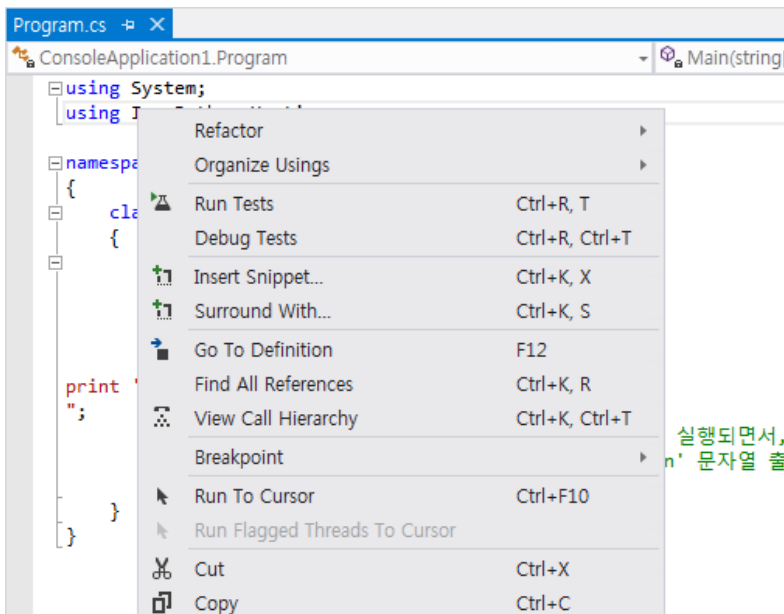 Program.cs
ConsoleApplication1.Program Main(string
using System;
using
Refactor
namespa Organize Usings
{
Run Tests Ctrl+R, T
cla
{ Debug Tests Ctrl+R, Ctrl+T
Insert Snippet... Ctrl+K, X
Surround With... Ctrl+K, S
Go To Definition F12
print ' Find All References Ctrl+K, R
"; View Call Hierarchy Ctrl+K, Ctrl+T
실행되면서,
Breakpoint n' 문자열 출
Run To Cursor Ctrl+F10
}
Run Flagged Threads To Cursor
}
Cut Ctrl+X
Copy Ctrl+C